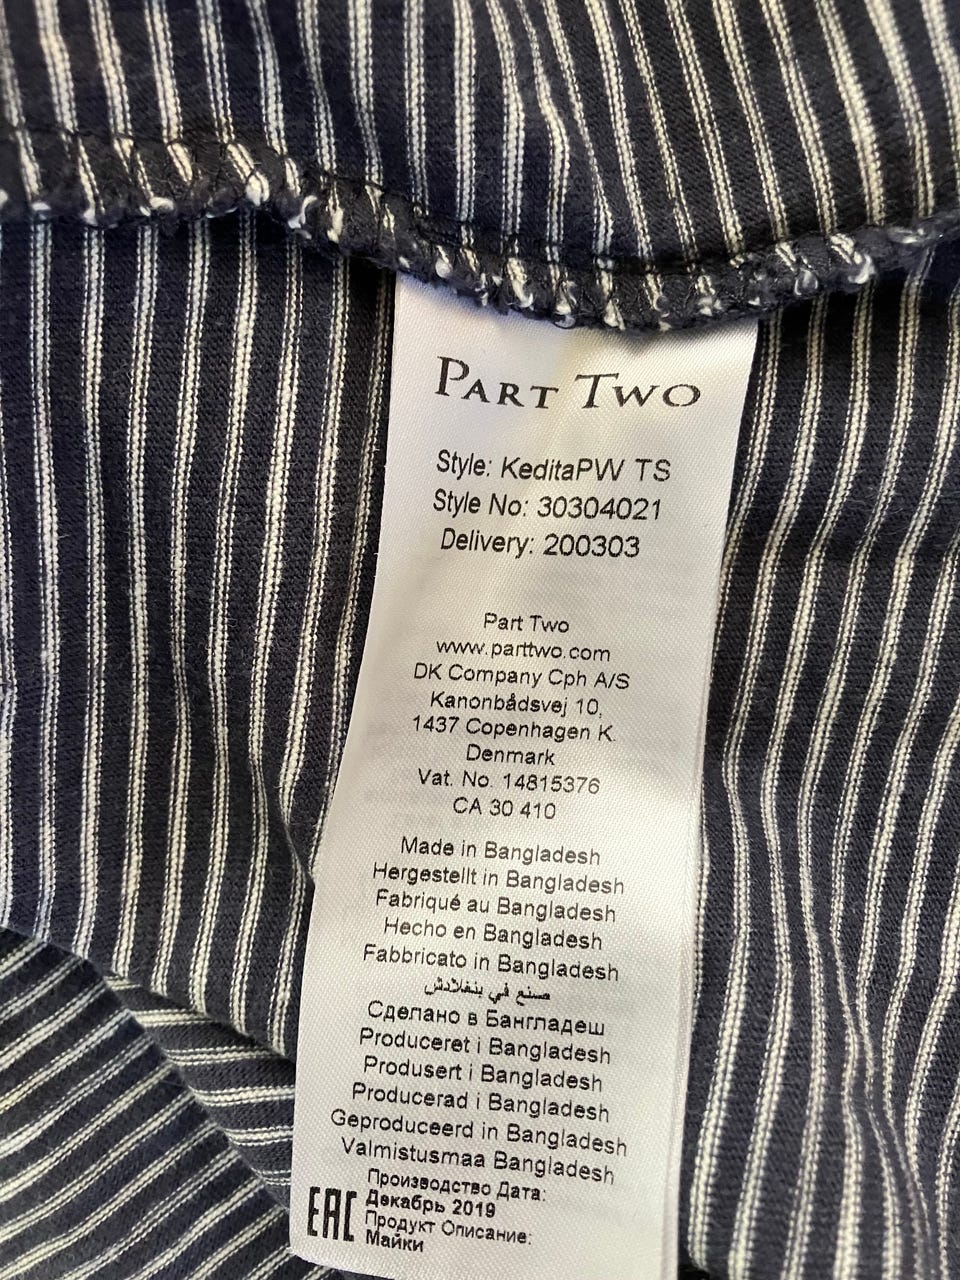 PART TWO
Style: KeditaPW TS
Style No: 30304021
Delivery: 200303
Part Two
www.parttwo.com
DK Company Cph A/S
Kanonbådsvej 10,
1437 Copenhagen K.
Denmark
Vat. No. 14815376
CA 30 410
Made in Bangladesh
Hergestellt in Bangladesh
Fabriqué au Bangladesh
Hecho en Bangladesh
Fabbricato in Bangladesh
صنع في بنغلادش
Сделано в Бангладеш
Produceret i Bangladesh
Produsert i Bangladesh
Producerad i Bangladesh
Geproduceerd in Bangladesh
Valmistusmaa Bangladesh
Производство Дата:
Декабрь 2019
Продукт Описание:
Майки
EAC